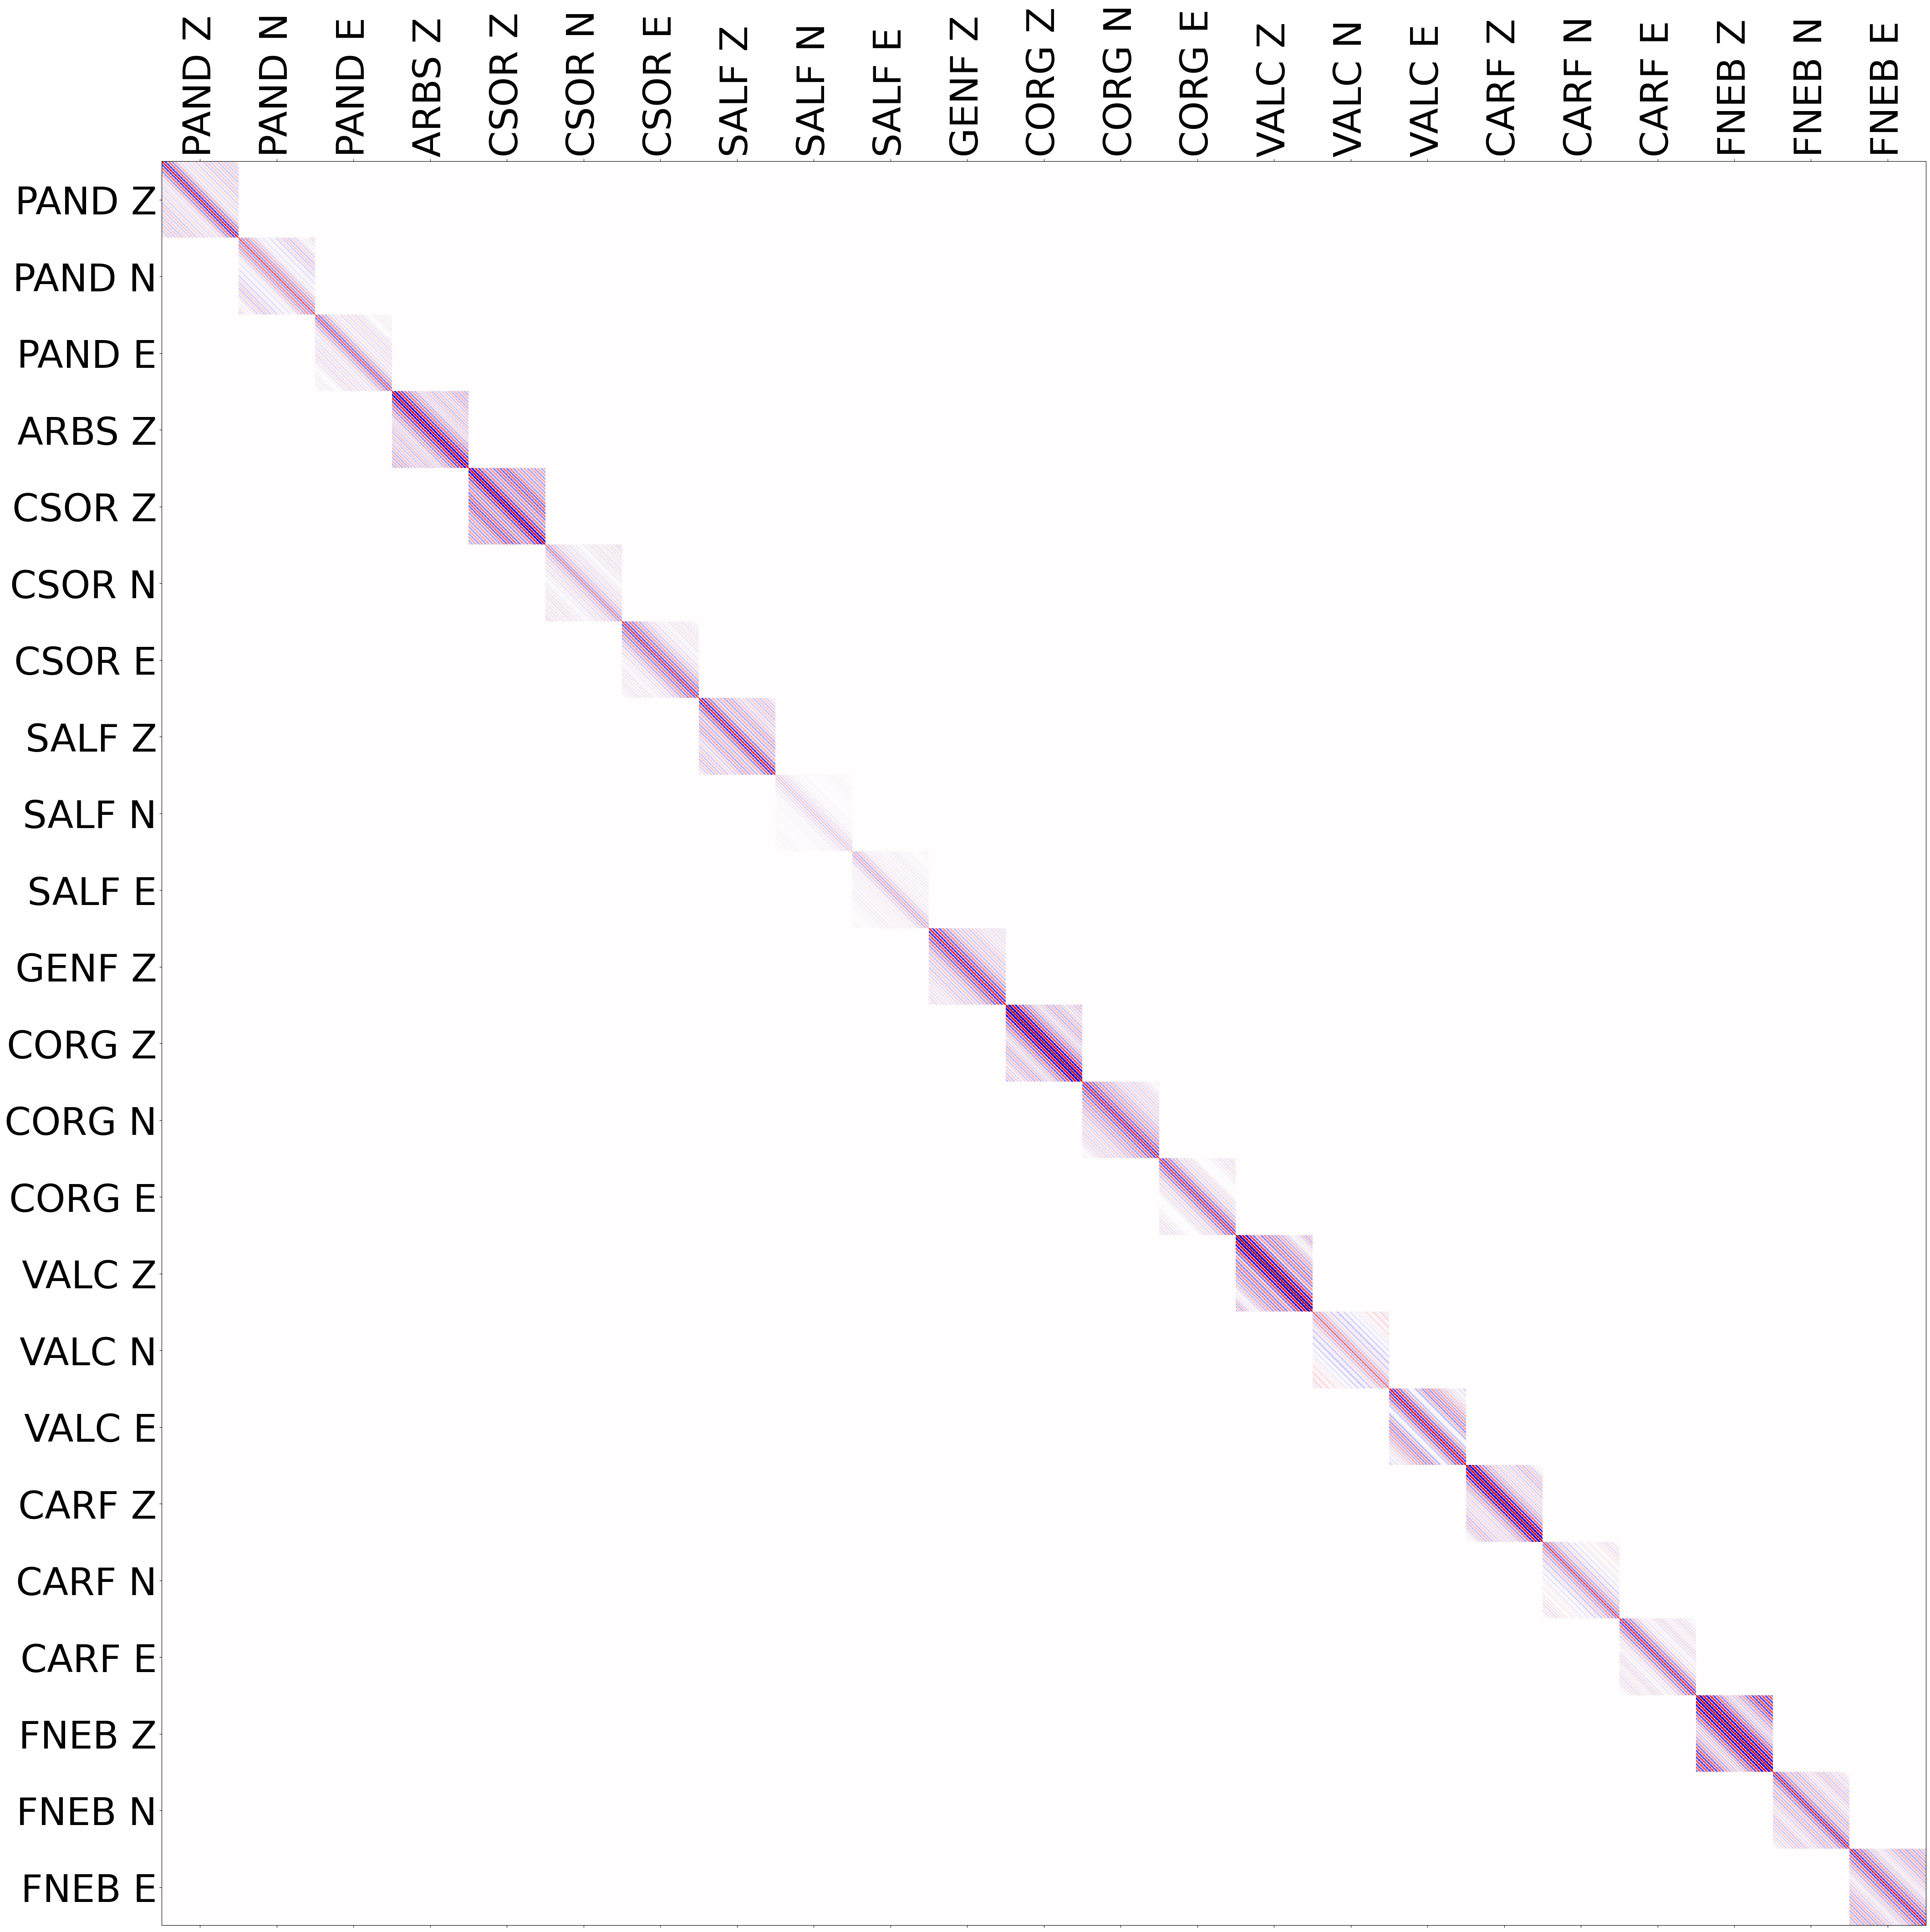 PAND Z
PAND N
PAND E
ARBS Z
CSOR Z
CSOR N
CSOR E
SALF Z
SALF N
SALF E
GENF Z
CORG Z
CORG N
CORG E
VALC Z
VALC N
VALC E
CARF Z
CARF N
CARF E
FNEB Z
FNEB N
FNEB E
PAND Z
PAND N
PAND E
ARBS Z
CSOR Z
CSOR N
CSOR E
SALF Z
SALF N
SALF E
GENF Z
CORG Z
CORG N
CORG E
VALC Z
VALC N
VALC E
CARF Z
CARF N
CARF E
FNEB Z
FNEB N
FNEB E